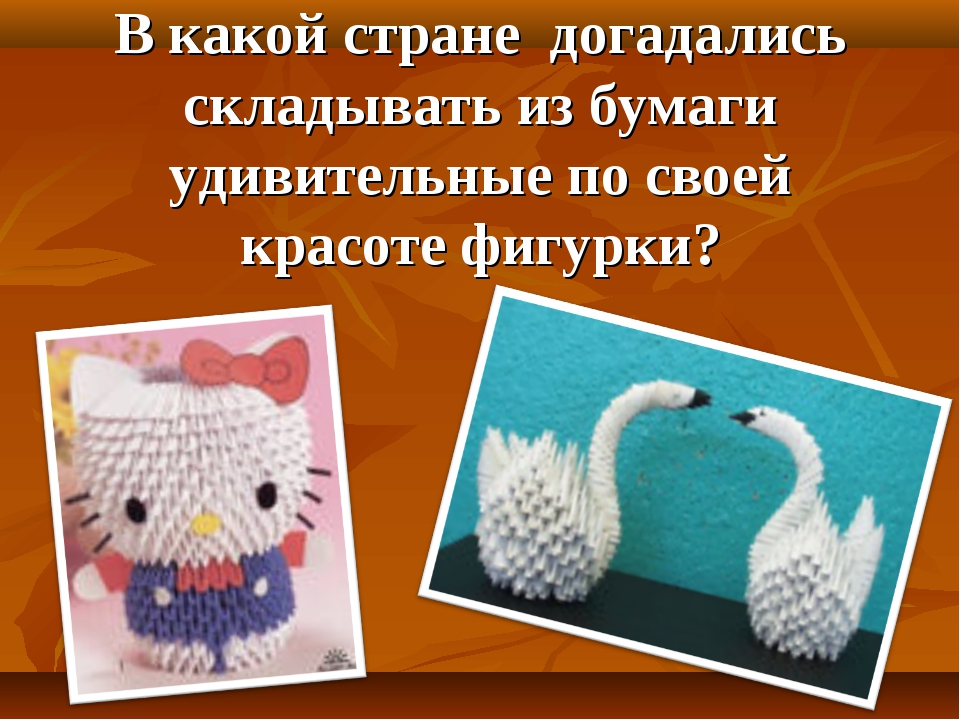 В какой стране  догадались
складывать из бумаги
удивительные по своей
красоте фигурки?